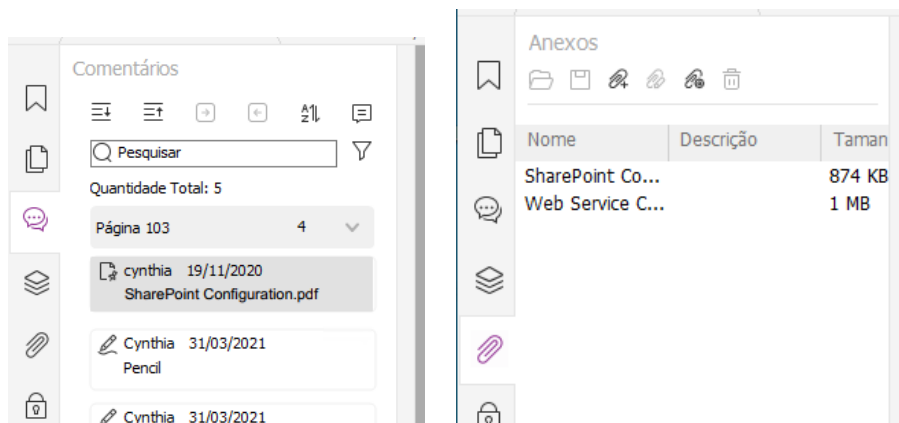 Comentários
Pesquisar
Quantidade Total: 5
Página 103 4
cynthia 19/11/2020
SharePoint Configuration.pdf
Cynthia 31/03/2021
Pencil
Cynthia 31/03/2021
Anexos
Nome Descrição Taman
SharePoint Co... 874 KB
Web Service C... 1 MB